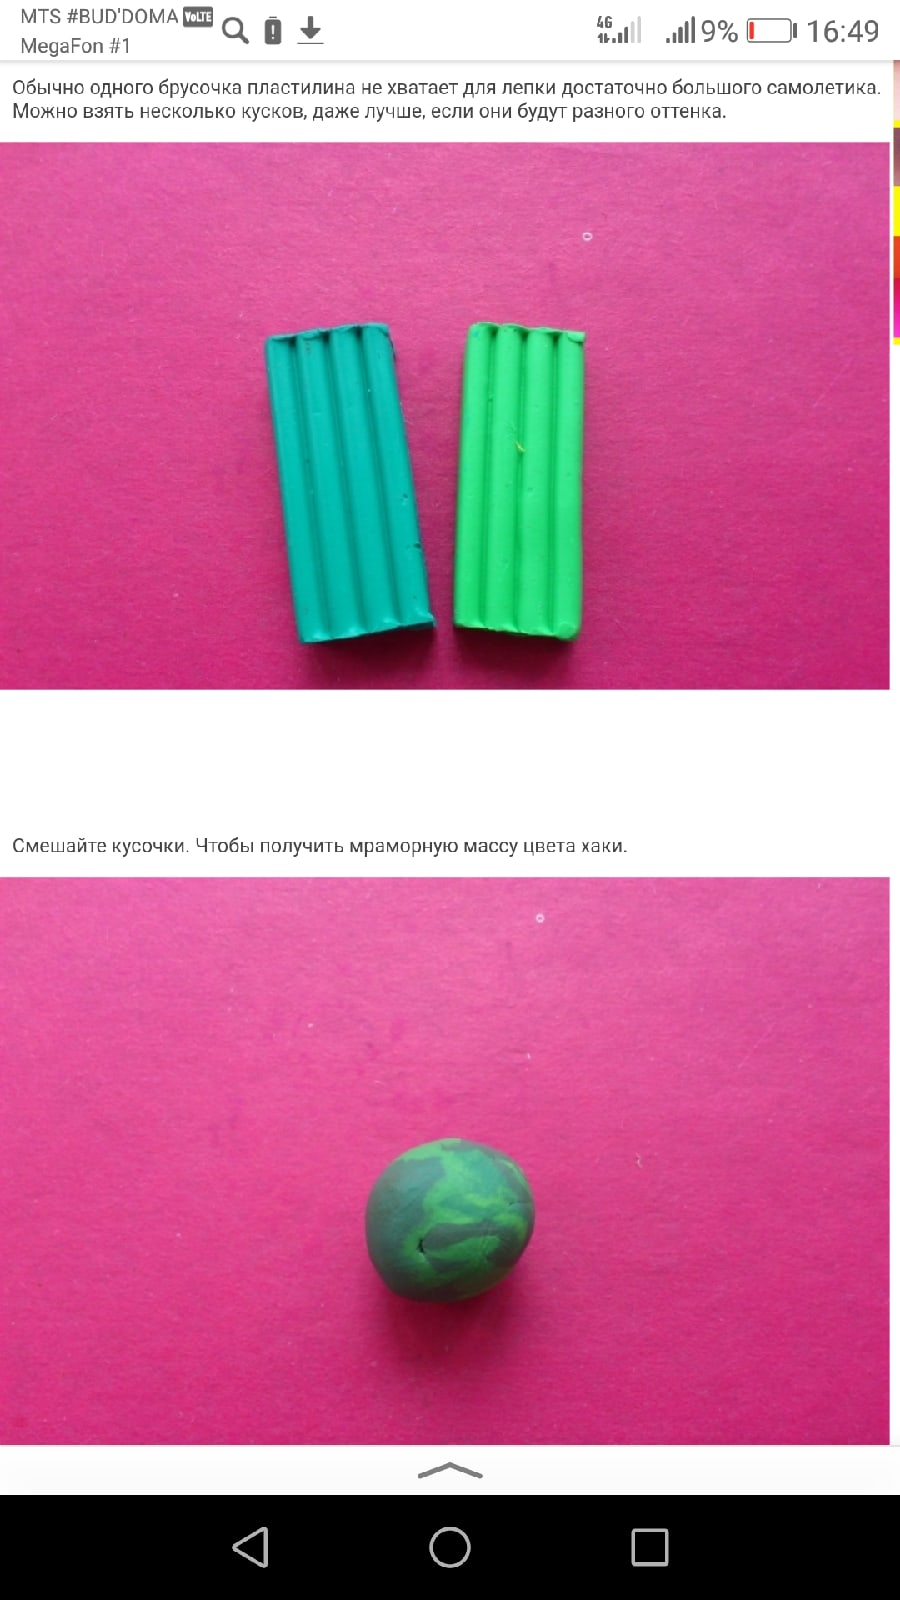 MTS #BUD'DOMA VoLTE
MegaFon #1
4G
9%
16:49
Обычно одного брусочка пластилина не хватает для лепки достаточно большого самолетика.
Можно взять несколько кусков, даже лучше, если они будут разного оттенка.
Смешайте кусочки. Чтобы получить мраморную массу цвета хаки.